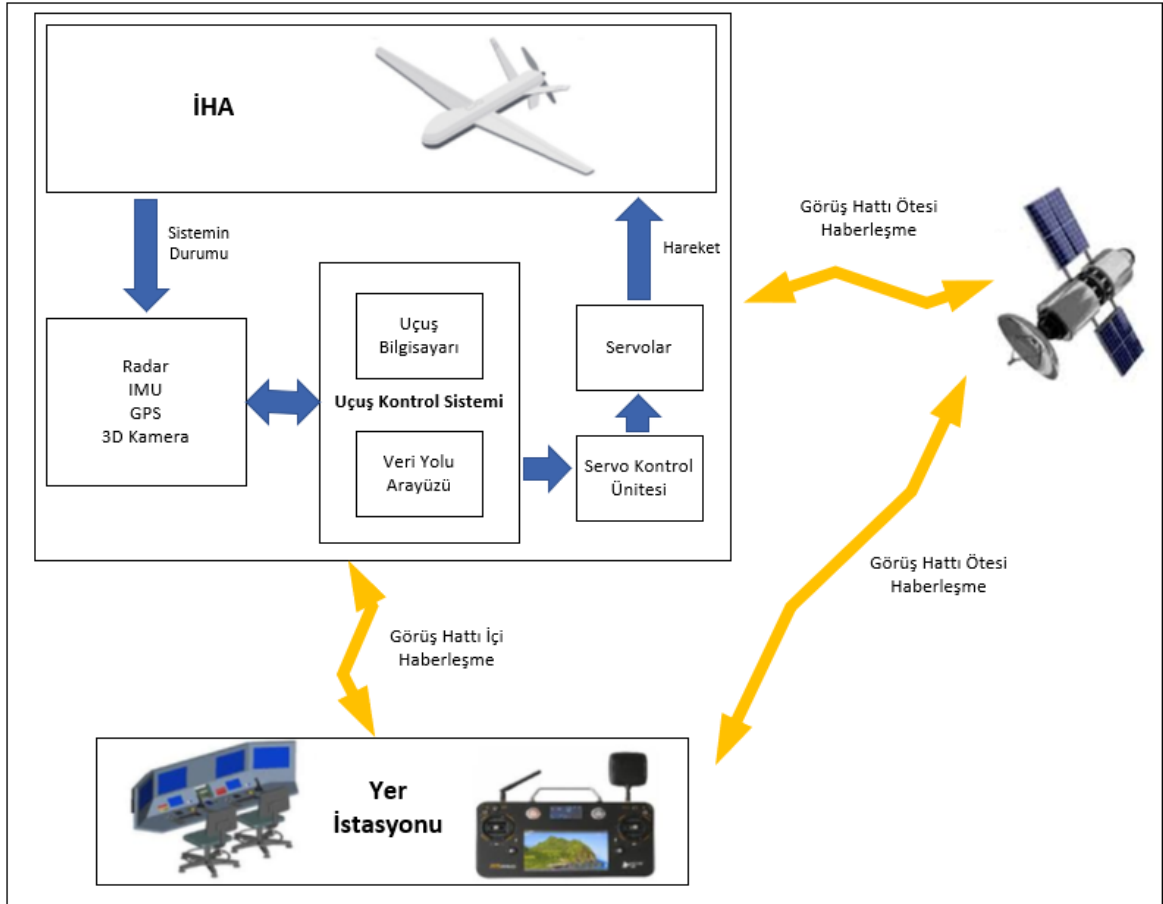 İHA
Sistemin
Durumu
Hareket
Görüş Hattı Ötesi
Haberleşme
Radar
IMU
GPS
3D Kamera
Uçuş
Bilgisayarı
Uçuş Kontrol Sistemi
Veri Yolu
Arayüzü
Servolar
Servo Kontrol
Ünitesi
Görüş Hattı Ötesi
Haberleşme
Görüş Hattı İçi
Haberleşme
Yer
İstasyonu